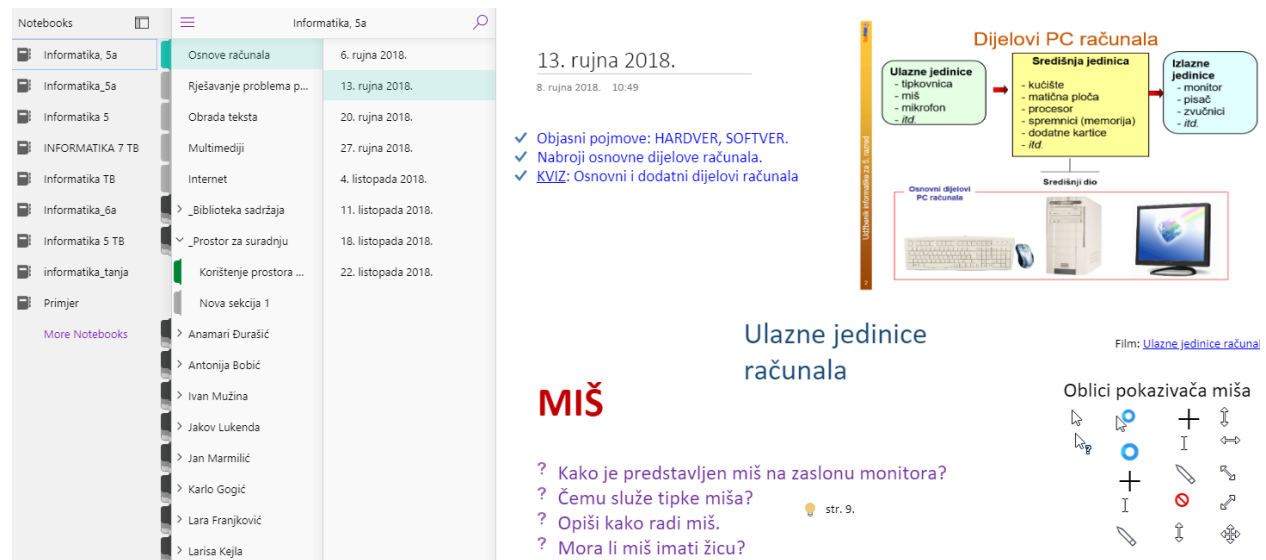 Notebooks
Informatika, 5a
Informatika_5a
Informatika 5
INFORMATIKA 7 TB
Informatika TB
Informatika_6a
Informatika 5 TB
informatika_tanja
Primjer
More Notebooks
Informatika, 5a
Osnove računala
Rješavanje problema p...
Obrada teksta
Multimediji
Internet
_Biblioteka sadržaja
_Prostor za suradnju
Korištenje prostora ...
Nova sekcija 1
Anamari Đurašić
Antonija Bobić
Ivan Mužina
Jakov Lukenda
Jan Marmilić
Karlo Gogić
Lara Franjković
Larisa Kejla
6. rujna 2018.
13. rujna 2018.
20. rujna 2018.
27. rujna 2018.
4. listopada 2018.
11. listopada 2018.
18. listopada 2018.
22. listopada 2018.
13. rujna 2018.
8. rujna 2018. 10:49
Objasni pojmove: HARDVER, SOFTVER.
Nabroji osnovne dijelove računala.
KVIZ: Osnovni i dodatni dijelovi računala
Dijelovi PC računala
Ulazne jedinice
- tipkovnica
- miš
- mikrofon
- itd.
Središnja jedinica
- kućište
- matična ploča
- procesor
- spremnici (memorija)
- dodatne kartice
- itd.
Izlazne
jedinice
- monitor
- pisač
- zvučnici
- itd.
Središnji dio
Osnovni dijelovi
PC računala
Udžbenik informatike za 5. razred
2
Ulazne jedinice
računala
Film: Ulazne jedinice računal
MIŠ
Kako je predstavljen miš na zaslonu monitora?
Čemu služe tipke miša?
Opiši kako radi miš.
Mora li miš imati žicu?
str. 9.
Oblici pokazivača miša